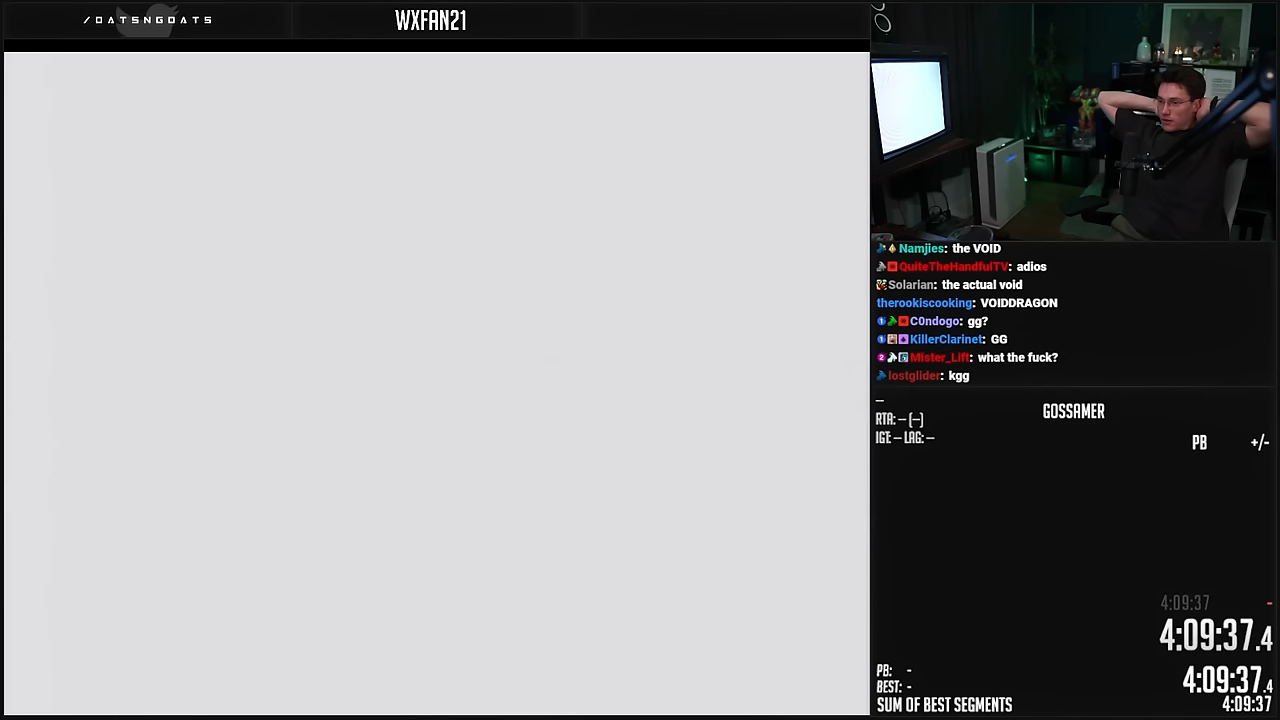 /OATSNGOATS
WXFAN21
Namjies: the VOID
QuiteTheHandfulTV: adios
Solarian: the actual void
therookiscooking: VOIDDRAGON
C0ndogo: gg?
KillerClarinet: GG
Mister_Lift: what the fuck?
lostglider: kgg
–
GOSSAMER
RTA: – (–)
IGT: – LAG: –
PB +/-
4:09:37 -
4:09:37.4
PB: -
4:09:37.4
BEST: -
SUM OF BEST SEGMENTS 4:09:37